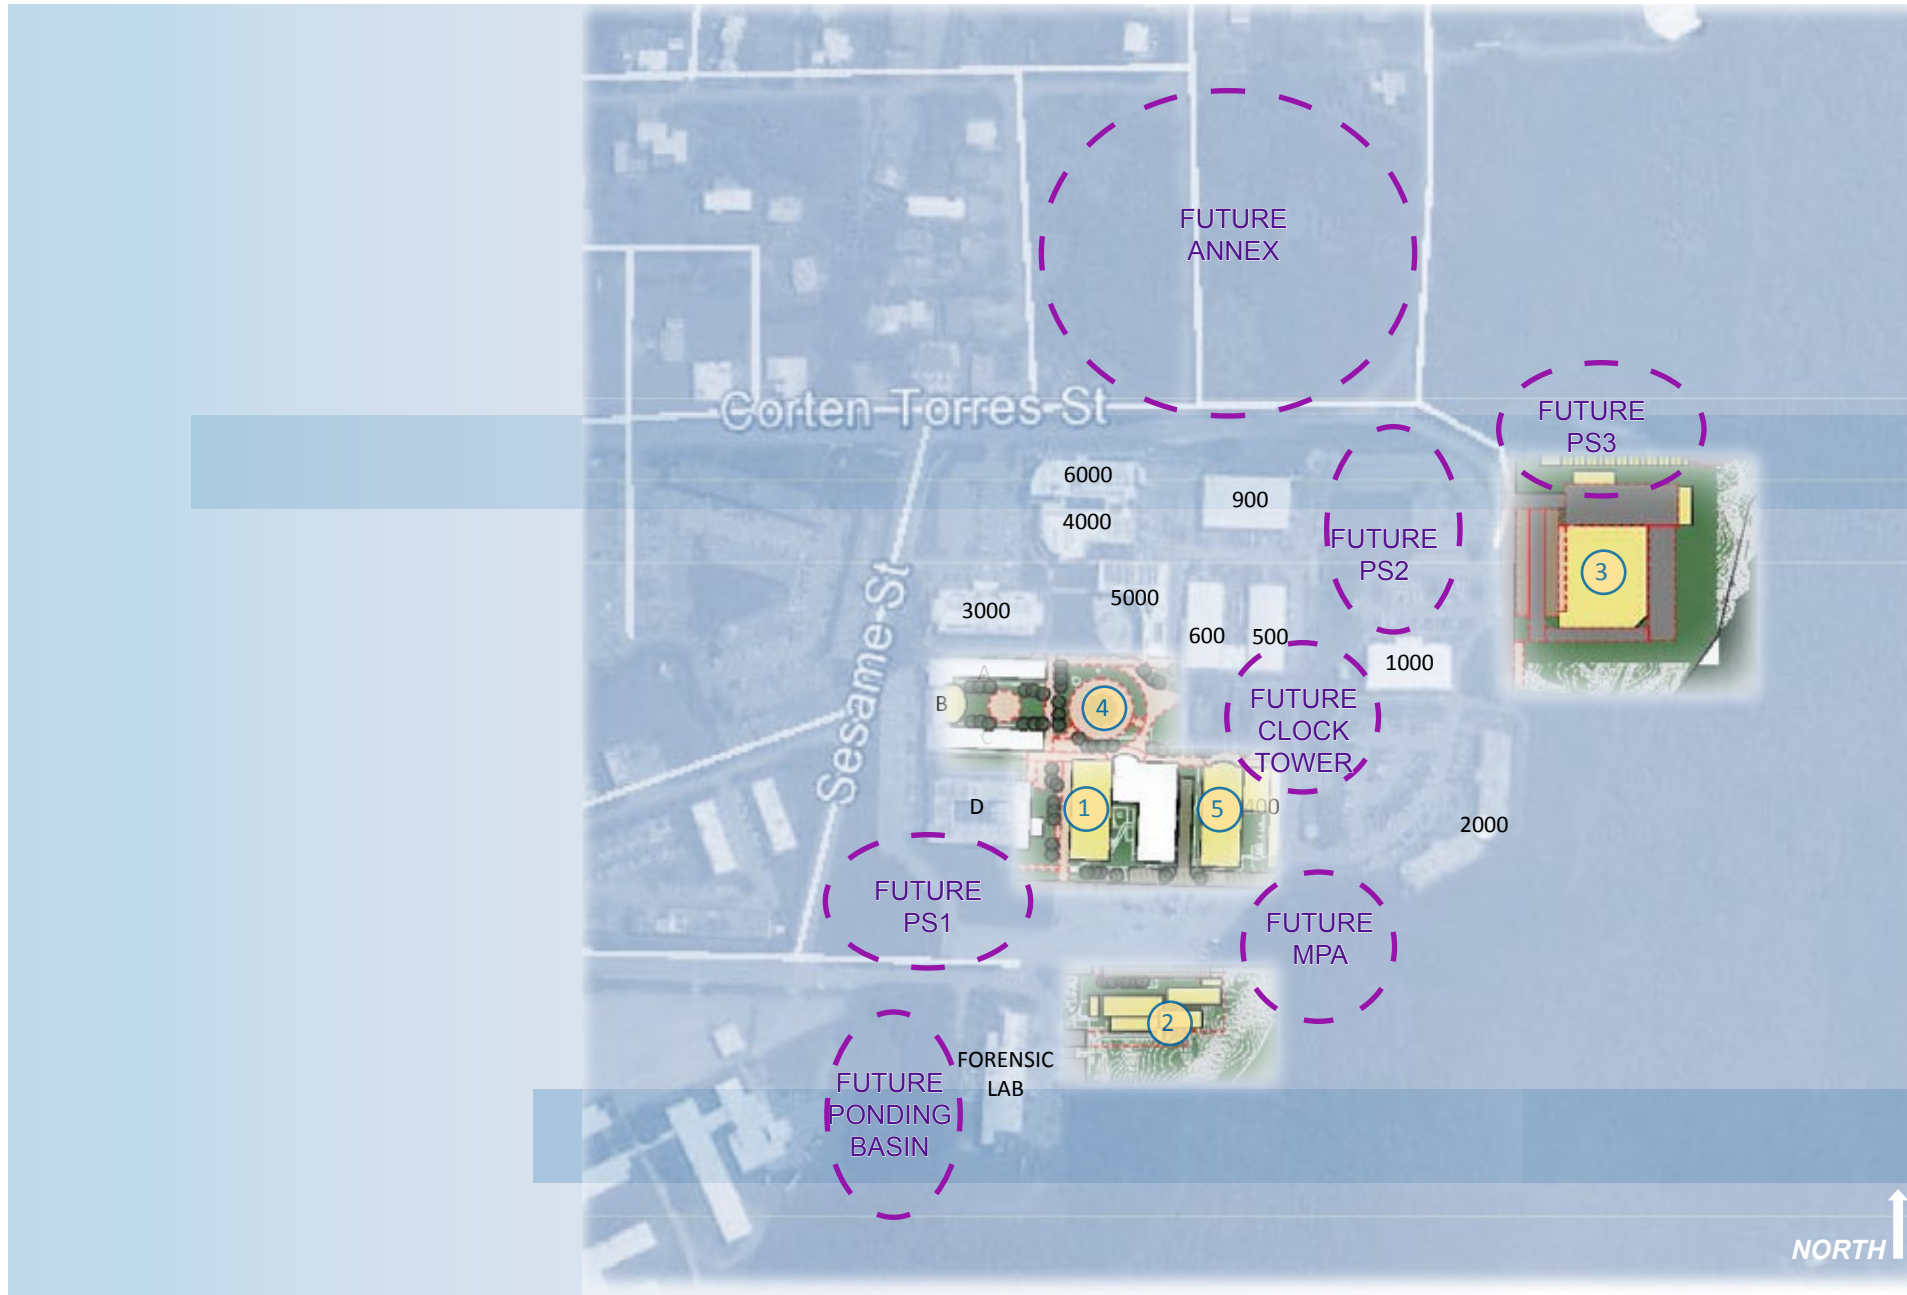 FUTURE
ANNEX
Corten Torres St
FUTURE
PS3
6000
900
4000
FUTURE
PS2
3
3000
5000
600
500
1000
Sesame St
A
B
C
4
FUTURE
CLOCK
TOWER
D
1
5
400
2000
FUTURE
PS1
FUTURE
MPA
2
FORENSIC
LAB
FUTURE
PONDING
BASIN
NORTH